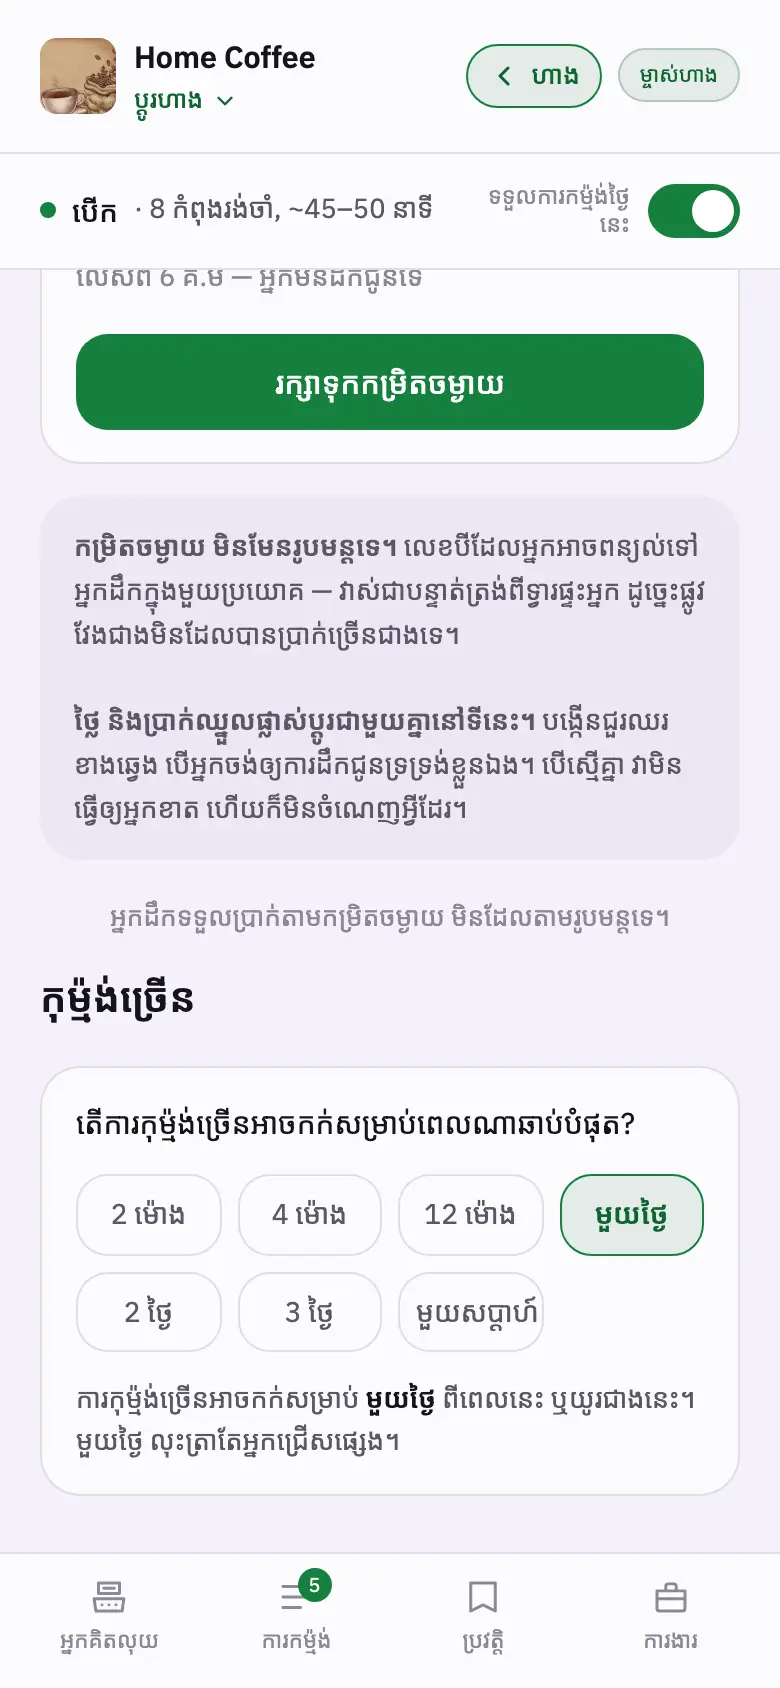 Home Coffee
ប្ដូរហាង
ហាង
ម្ចាស់ហាង
បើក · 8 កំពុងរង់ចាំ, ~45–50 នាទី
ទទួលការកម្ម៉ង់ថ្ងៃ
នេះ
លើសពី 6 គ.ម — អ្នកមិនដឹកជូនទេ
រក្សាទុកកម្រិតចម្ងាយ
កម្រិតចម្ងាយ មិនមែនរូបមន្តទេ។ លេខបីដែលអ្នកអាចពន្យល់ទៅ
អ្នកដឹកក្នុងមួយប្រយោគ — វាស់ជាបន្ទាត់ត្រង់ពីទ្វារផ្ទះអ្នក ដូច្នេះផ្លូវ
វែងជាងមិនដែលបានប្រាក់ច្រើនជាងទេ។
ថ្លៃ និងប្រាក់ឈ្នួលផ្លាស់ប្ដូរជាមួយគ្នានៅទីនេះ។ បង្កើនជួរឈរ
ខាងឆ្វេង បើអ្នកចង់ឲ្យការដឹកជូនទ្រទ្រង់ខ្លួនឯង។ បើស្មើគ្នា វាមិន
ធ្វើឲ្យអ្នកខាត ហើយក៏មិនចំណេញអ្វីដែរ។
អ្នកដឹកទទួលប្រាក់តាមកម្រិតចម្ងាយ មិនដែលតាមរូបមន្តទេ។
កុម្ម៉ង់ច្រើន
តើការកុម្ម៉ង់ច្រើនអាចកក់សម្រាប់ពេលណាឆាប់បំផុត?
2 ម៉ោង
4 ម៉ោង
12 ម៉ោង
មួយថ្ងៃ
2 ថ្ងៃ
3 ថ្ងៃ
មួយសប្ដាហ៍
ការកុម្ម៉ង់ច្រើនអាចកក់សម្រាប់ មួយថ្ងៃ ពីពេលនេះ ឬយូរជាងនេះ។
មួយថ្ងៃ លុះត្រាតែអ្នកជ្រើសផ្សេង។
5
អ្នកគិតលុយ
ការកម្ម៉ង់
ប្រវត្តិ
ការងារ